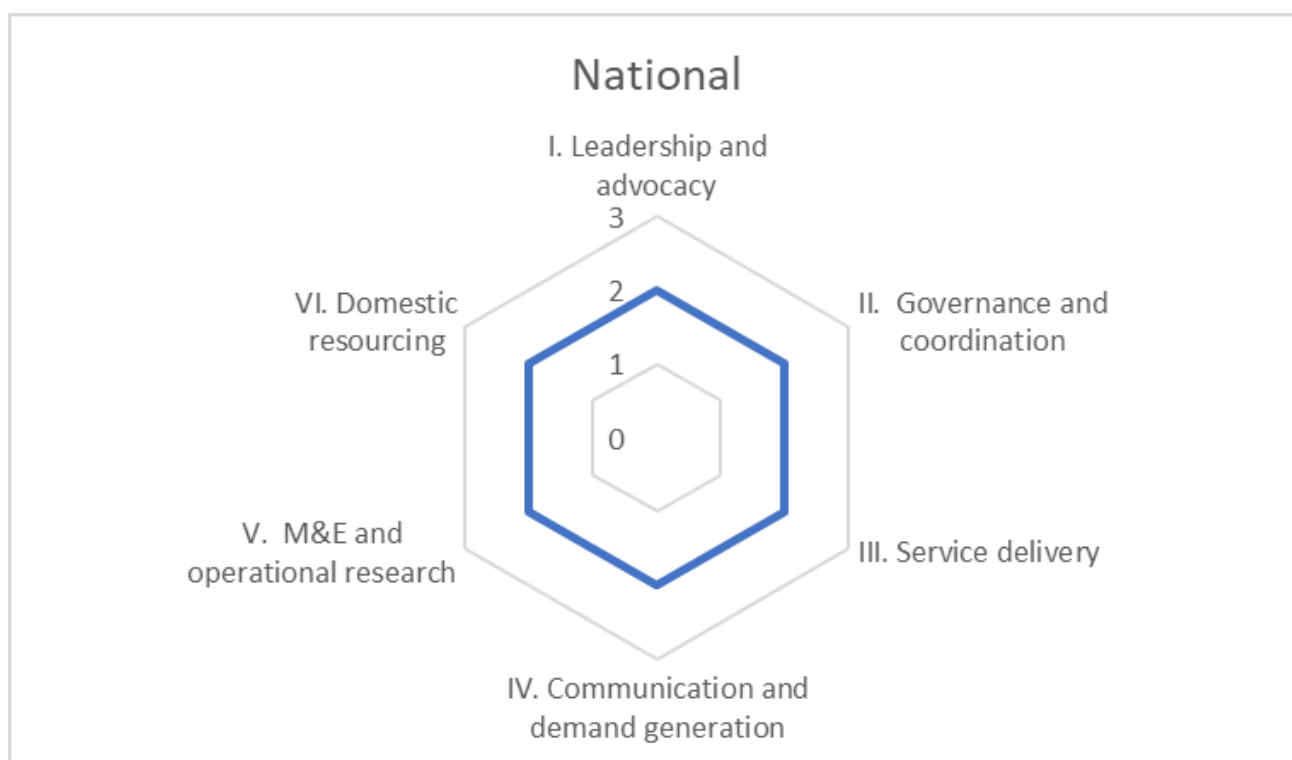 National
I. Leadership and
advocacy
3
2
1
0
VI. Domestic
resourcing
II. Governance and
coordination
V. M&E and
operational research
III. Service delivery
IV. Communication and
demand generation